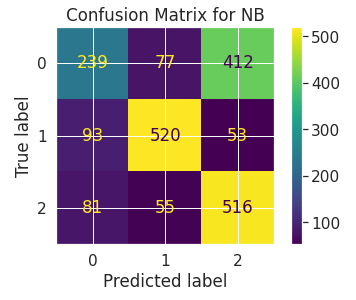 Confusion Matrix for NB
True label
0 239 77 412
1 93 520 53
2 81 55 516
0 1 2
Predicted label
500
400
300
200
100